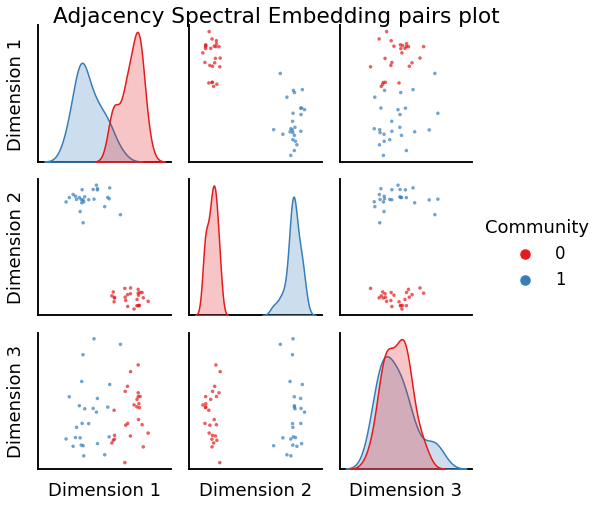 Adjacency Spectral Embedding pairs plot
Dimension 1
Dimension 2
Dimension 3
Community
0
1
Dimension 1
Dimension 2
Dimension 3